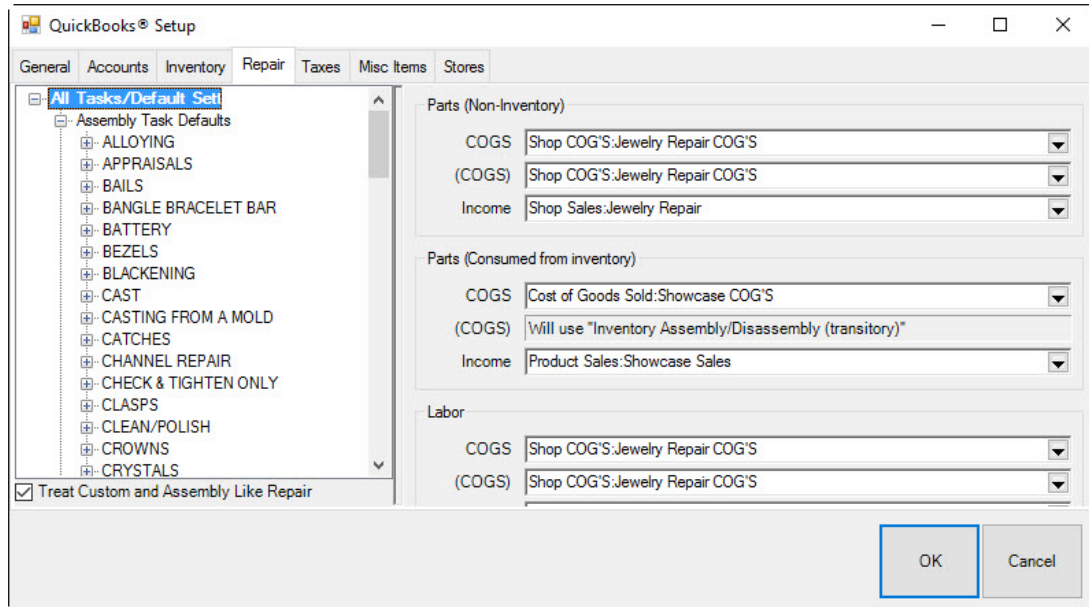 QuickBooks® Setup
General Accounts Inventory Repair Taxes Misc Items Stores
All Tasks/Default Sett
Assembly Task Defaults
ALLOYING
APPRAISALS
BAILS
BANGLE BRACELET BAR
BATTERY
BEZELS
BLACKENING
CAST
CASTING FROM A MOLD
CATCHES
CHANNEL REPAIR
CHECK & TIGHTEN ONLY
CLASPS
CLEAN/POLISH
CROWNS
CRYSTALS
Treat Custom and Assembly Like Repair
Parts (Non-Inventory)
COGS Shop COG'S:Jewelry Repair COG'S
(COGS) Shop COG'S:Jewelry Repair COG'S
Income Shop Sales:Jewelry Repair
Parts (Consumed from inventory)
COGS Cost of Goods Sold:Showcase COG'S
(COGS) Will use "Inventory Assembly/Disassembly (transitory)"
Income Product Sales:Showcase Sales
Labor
COGS Shop COG'S:Jewelry Repair COG'S
(COGS) Shop COG'S:Jewelry Repair COG'S
OK Cancel